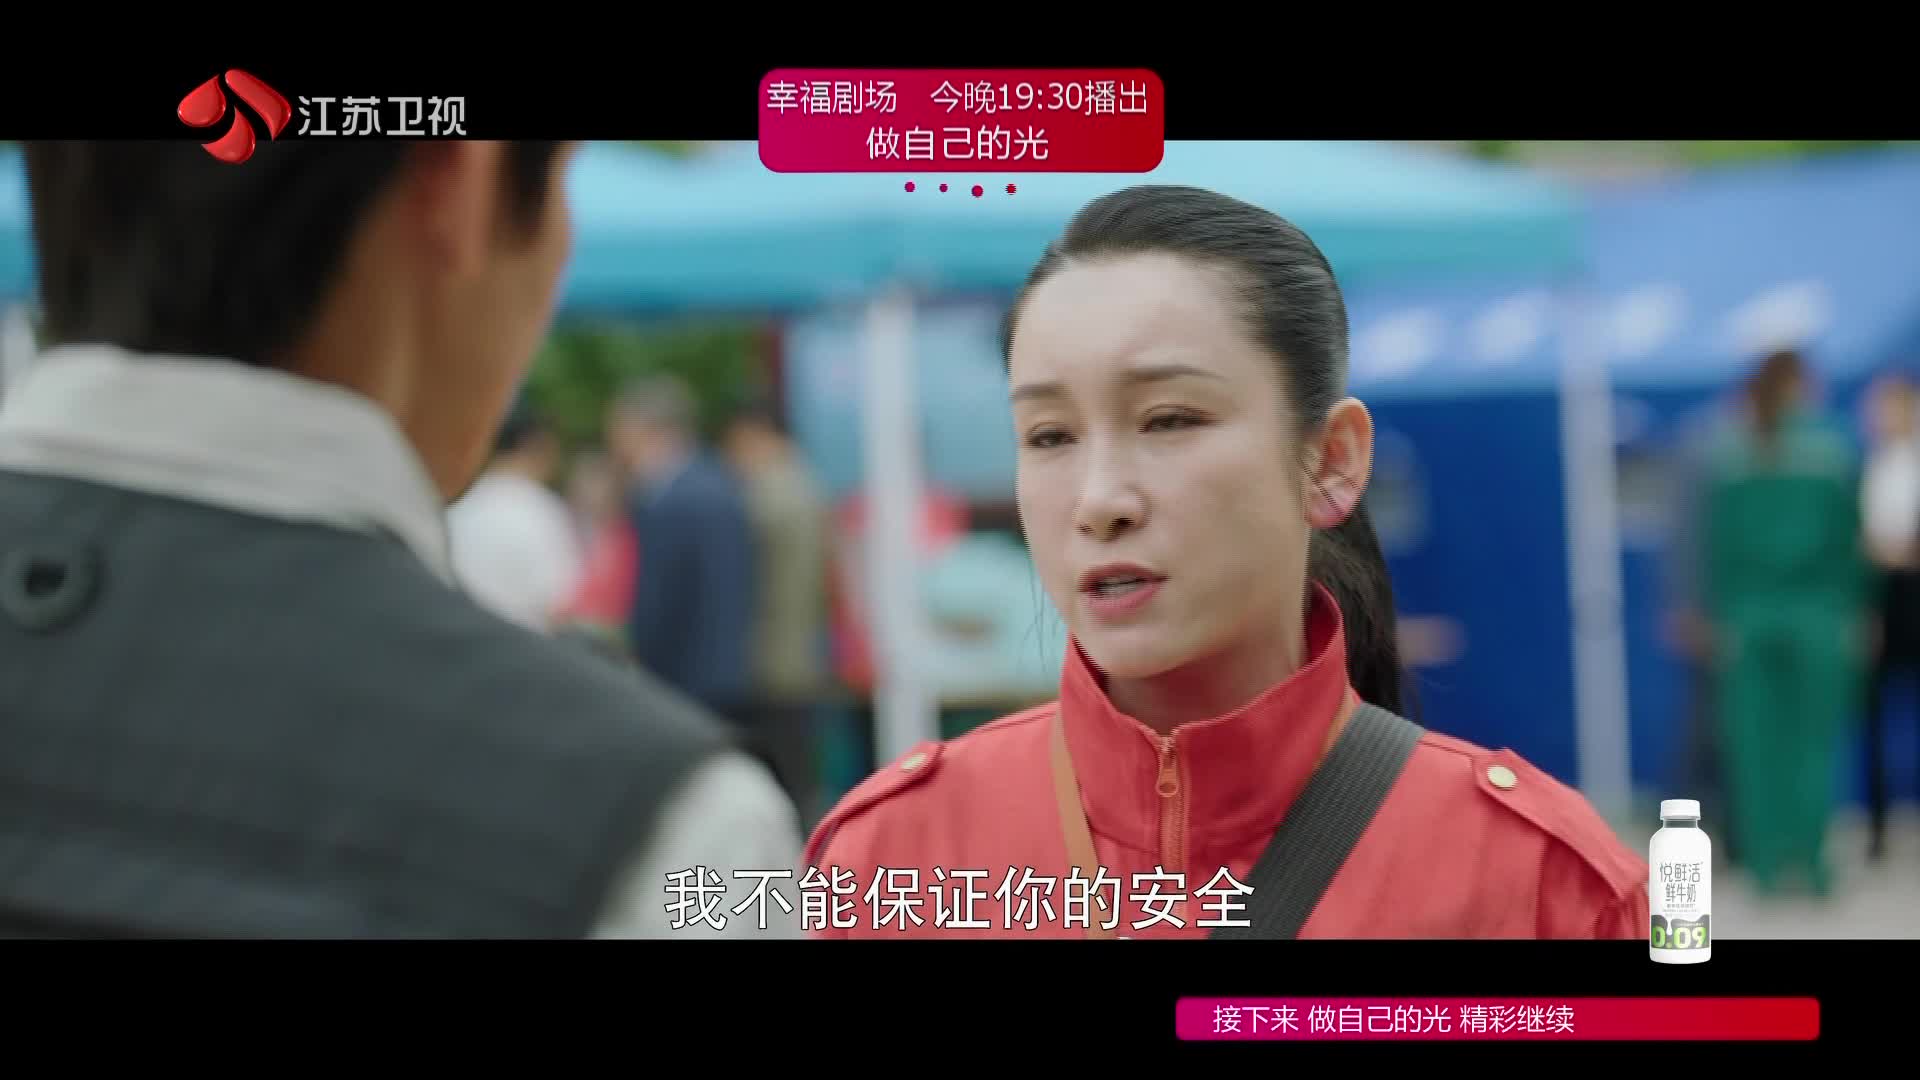 江苏卫视
幸福剧场 今晚19:30播出
做自己的光
我不能保证你的安全
悦鲜活
鲜牛奶
0.09
接下来 做自己的光 精彩继续